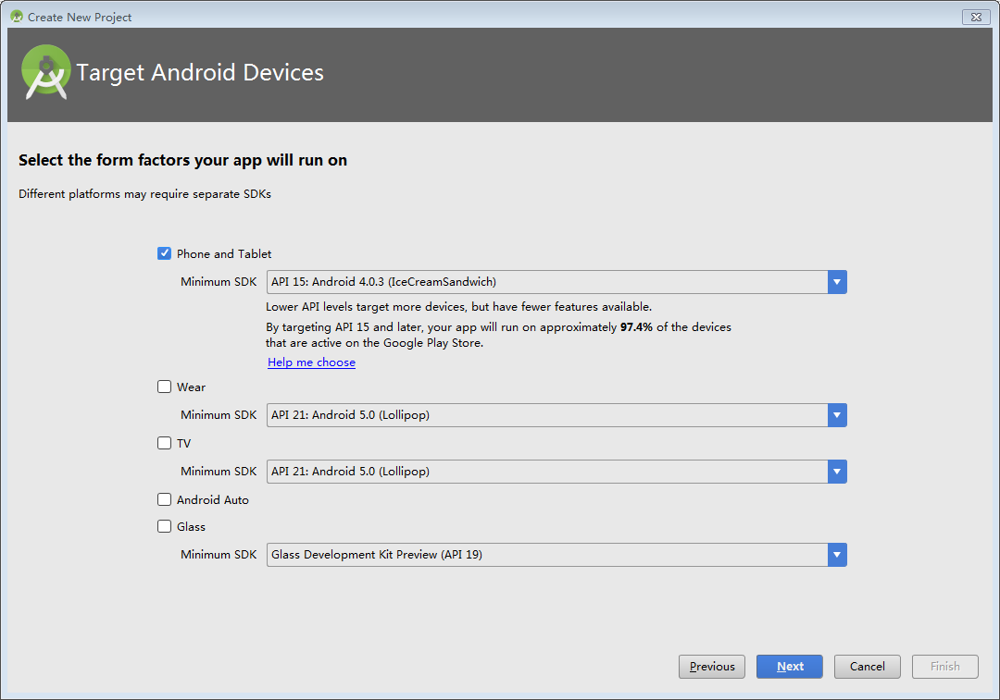 Create New Project
Target Android Devices
Select the form factors your app will run on
Different platforms may require separate SDKs
Phone and Tablet
Minimum SDK API 15: Android 4.0.3 (IceCreamSandwich)
Lower API levels target more devices, but have fewer features available.
By targeting API 15 and later, your app will run on approximately 97.4% of the devices
that are active on the Google Play Store.
Help me choose
Wear
Minimum SDK API 21: Android 5.0 (Lollipop)
TV
Minimum SDK API 21: Android 5.0 (Lollipop)
Android Auto
Glass
Minimum SDK Glass Development Kit Preview (API 19)
Previous Next Cancel Finish